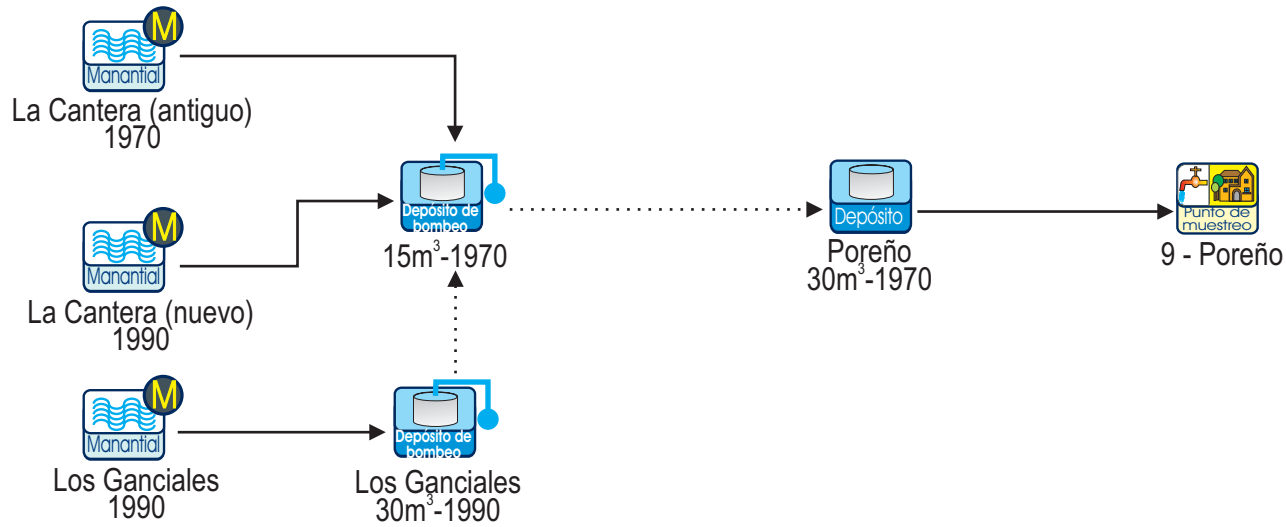 M
Manantial
La Cantera (antiguo)
1970
M
Manantial
La Cantera (nuevo)
1990
M
Manantial
Los Ganciales
1990
Depósito de
bombeo
15m³-1970
Depósito de
bombeo
Los Ganciales
30m³-1990
Depósito
Poreño
30m³-1970
Punto de
muestreo
9 - Poreño